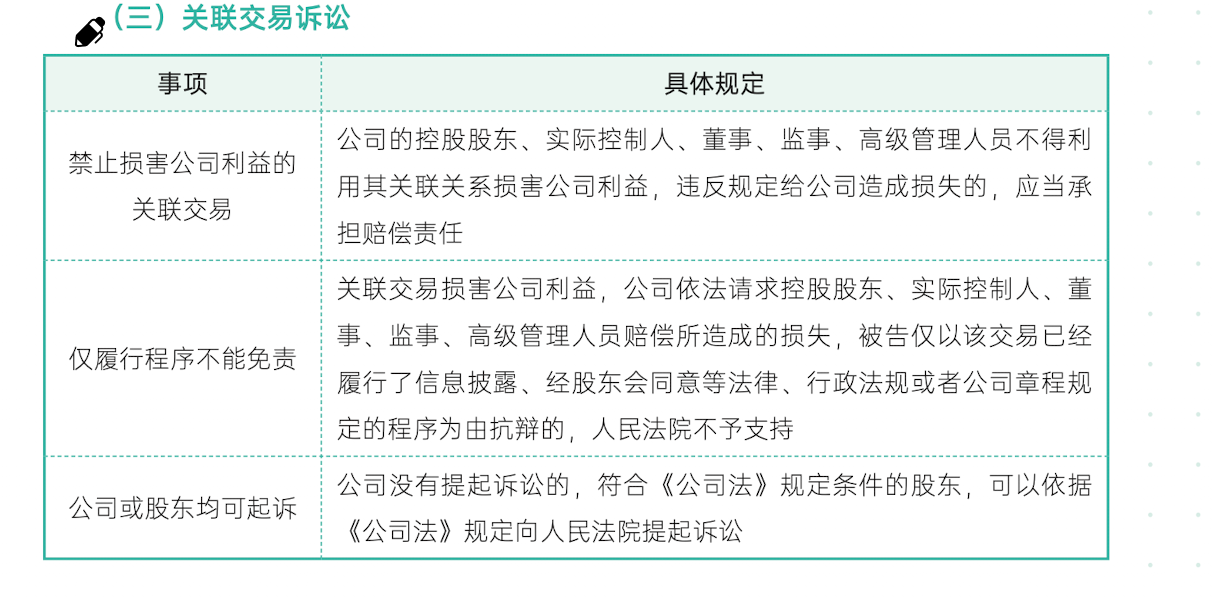 （三）关联交易诉讼
事项
具体规定
禁止损害公司利益的
关联交易
公司的控股股东、实际控制人、董事、监事、高级管理人员不得利
用其关联关系损害公司利益，违反规定给公司造成损失的，应当承
担赔偿责任
仅履行程序不能免责
关联交易损害公司利益，公司依法请求控股股东、实际控制人、董
事、监事、高级管理人员赔偿所造成的损失，被告仅以该交易已经
履行了信息披露、经股东会同意等法律、行政法规或者公司章程规
定的程序为由抗辩的，人民法院不予支持
公司或股东均可起诉
公司没有提起诉讼的，符合《公司法》规定条件的股东，可以依据
《公司法》规定向人民法院提起诉讼